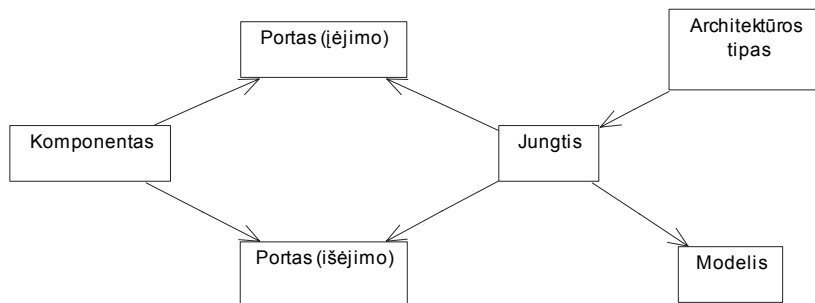 Portas (įėjimo)
Architektūros
tipas
Komponentas
Jungtis
Portas (išėjimo)
Modelis